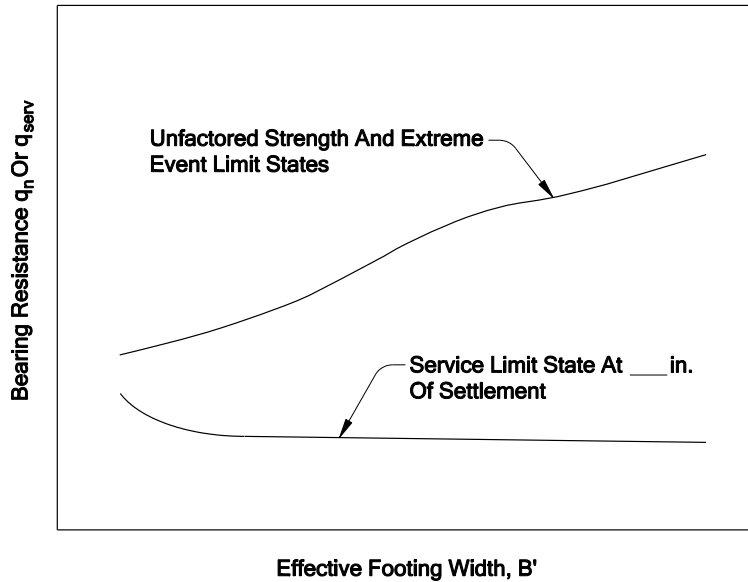 Bearing Resistance qn Or qserv
Unfactored Strength And Extreme
Event Limit States
Service Limit State At ___ in.
Of Settlement
Effective Footing Width, B'